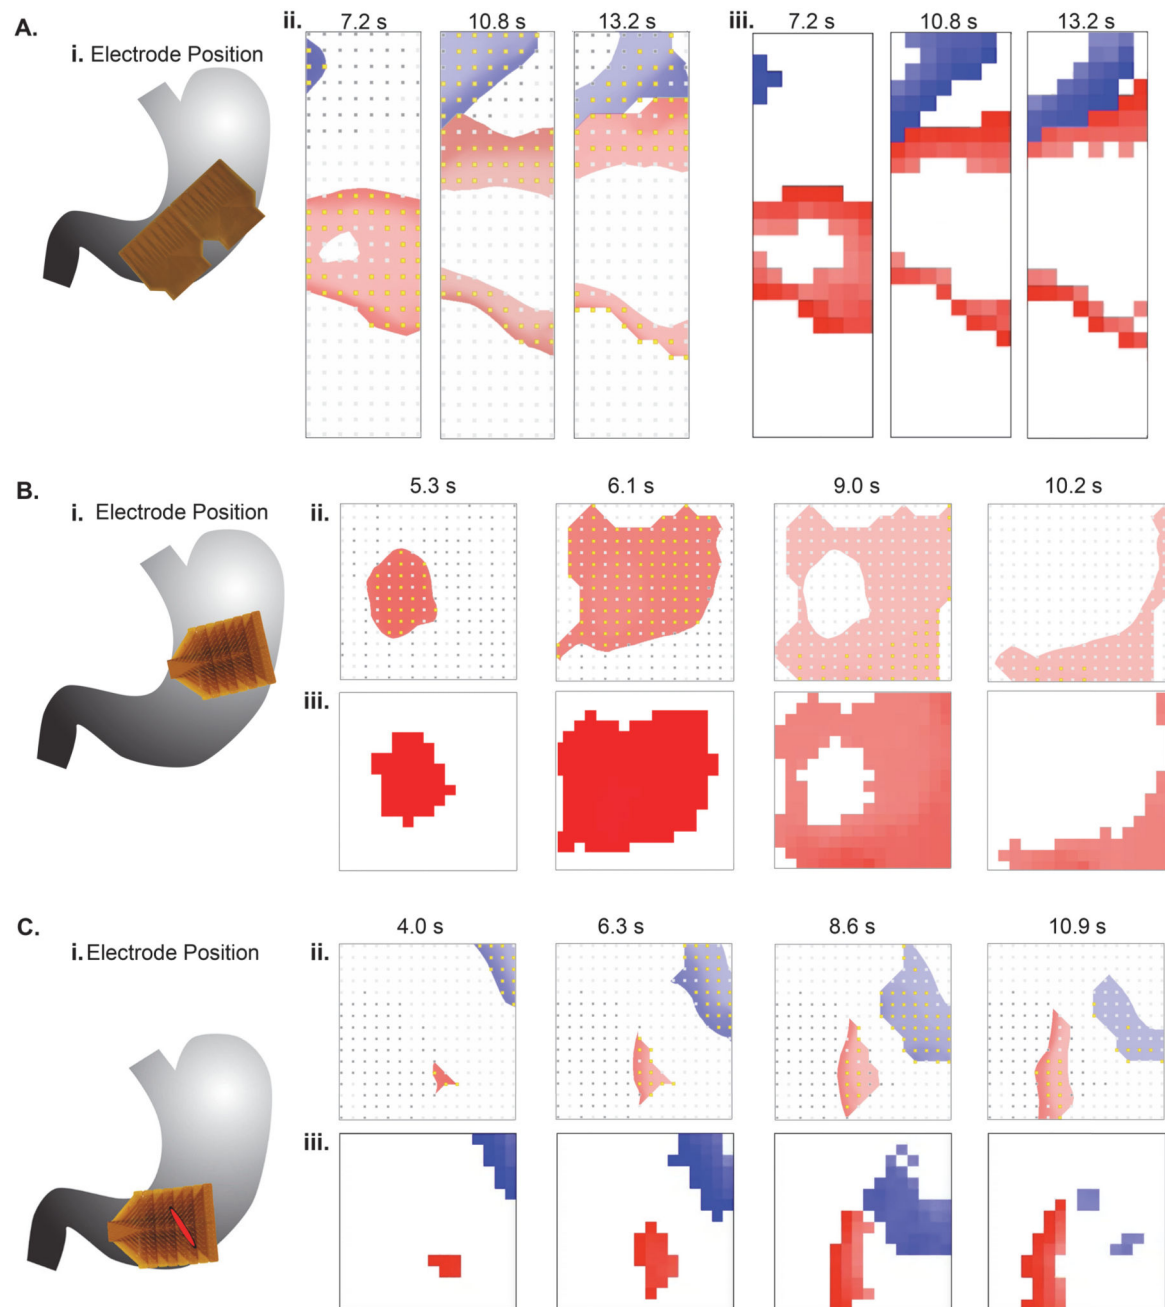 A.
i. Electrode Position
ii. 7.2 s 10.8 s 13.2 s
iii. 7.2 s 10.8 s 13.2 s
B.
i. Electrode Position
5.3 s 6.1 s 9.0 s 10.2 s
ii.
iii.
C.
i. Electrode Position
4.0 s 6.3 s 8.6 s 10.9 s
ii.
iii.